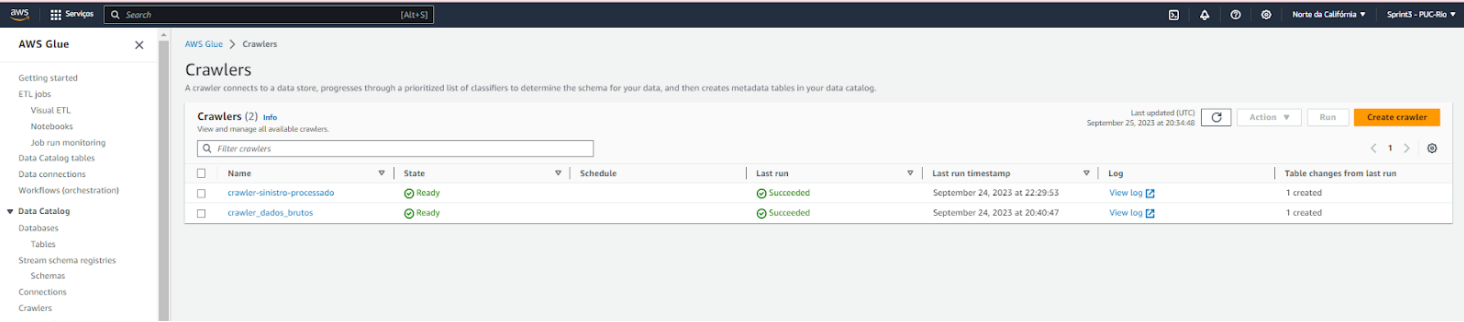 aws Serviços Search [Alt+S] Norte da Califórnia ▼ Sprint3 - PUC-Rio ▼
AWS Glue
Getting started
ETL jobs
Visual ETL
Notebooks
Job run monitoring
Data Catalog tables
Data connections
Workflows (orchestration)
Data Catalog
Databases
Tables
Stream schema registries
Schemas
Connections
Crawlers
AWS Glue > Crawlers
Crawlers
A crawler connects to a data store, progresses through a prioritized list of classifiers to determine the schema for your data, and then creates metadata tables in your data catalog.
Crawlers (2) Info
View and manage all available crawlers.
Last updated (UTC)
September 25, 2023 at 20:34:48
Action ▼ Run Create crawler
Filter crawlers
< 1 >
Name State Schedule Last run Last run timestamp Log Table changes from last run
crawler-sinistro-processado Ready Succeeded September 24, 2023 at 22:29:53 View log 1 created
crawler_dados_brutos Ready Succeeded September 24, 2023 at 20:40:47 View log 1 created